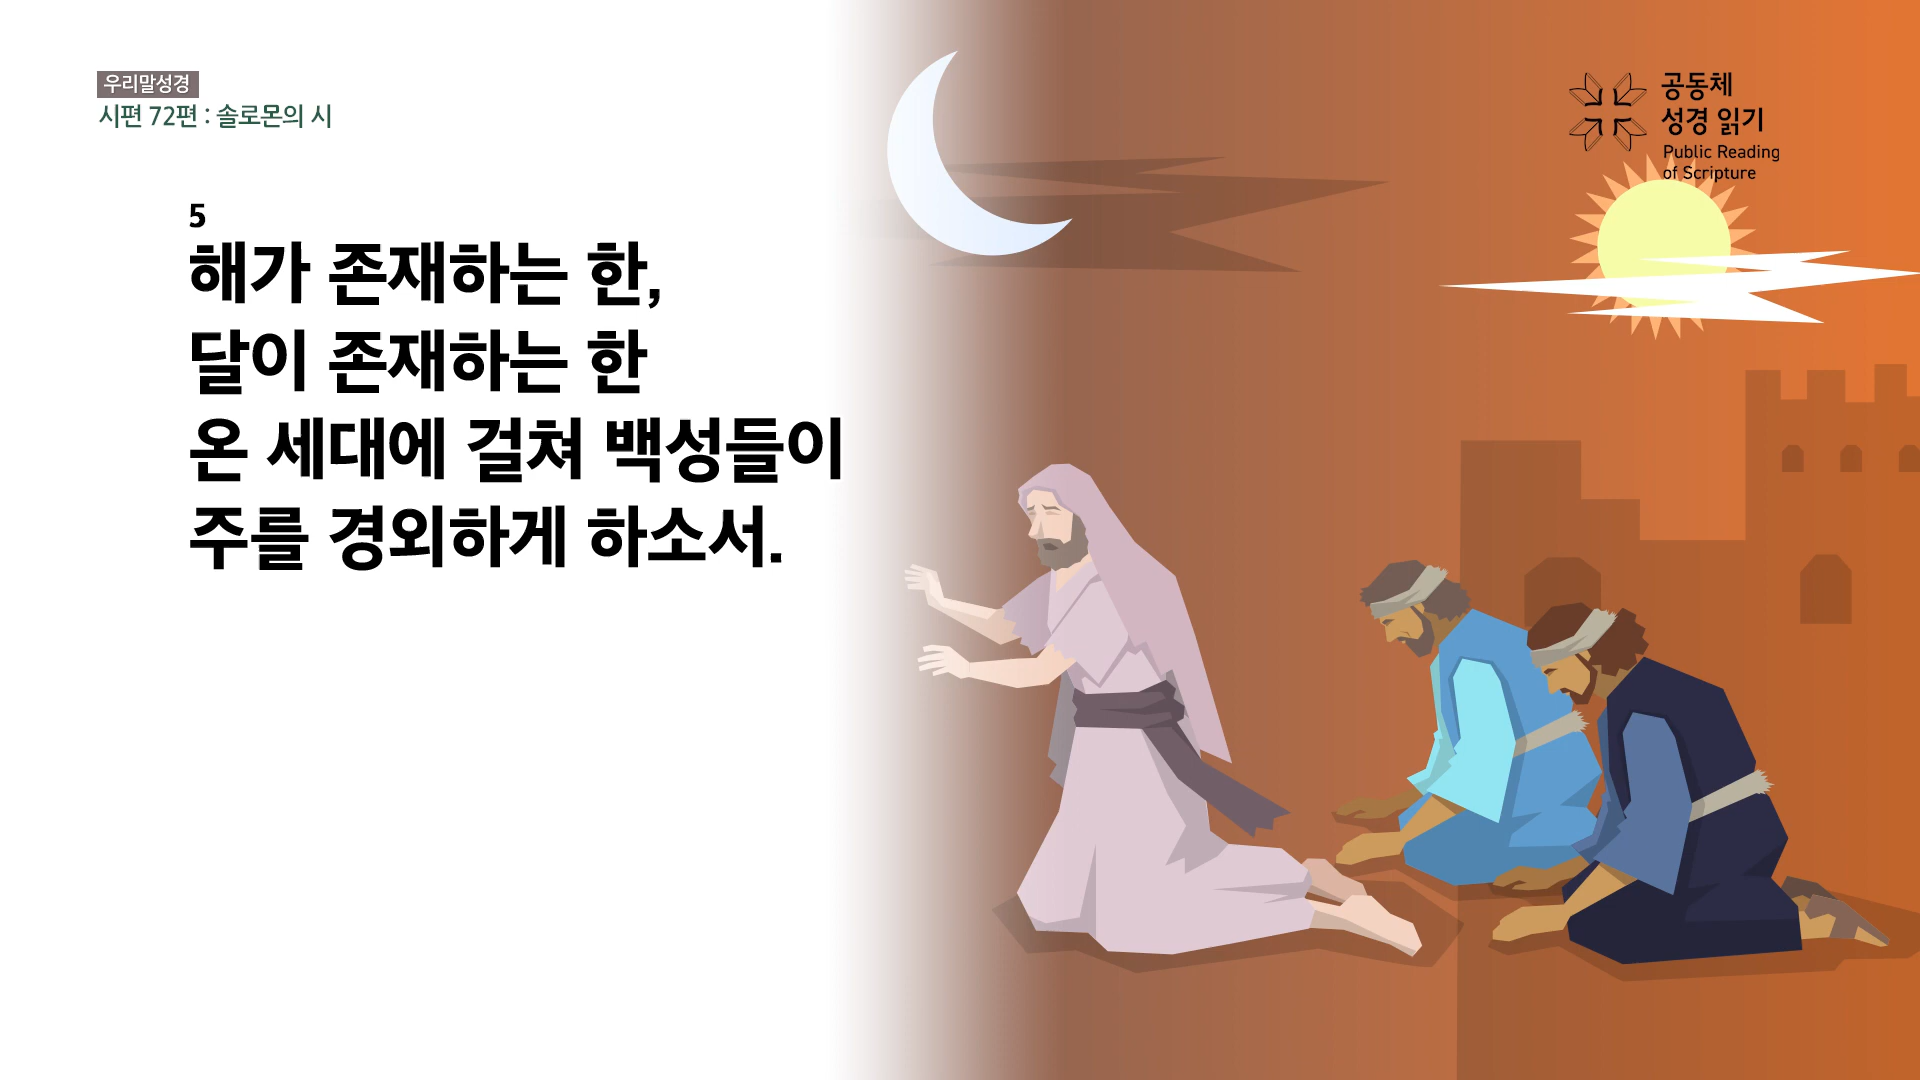 우리말성경
시편 72편 : 솔로몬의 시
5
해가 존재하는 한,
달이 존재하는 한
온 세대에 걸쳐 백성들이
주를 경외하게 하소서.
공동체
성경 읽기
Public Reading
of Scripture